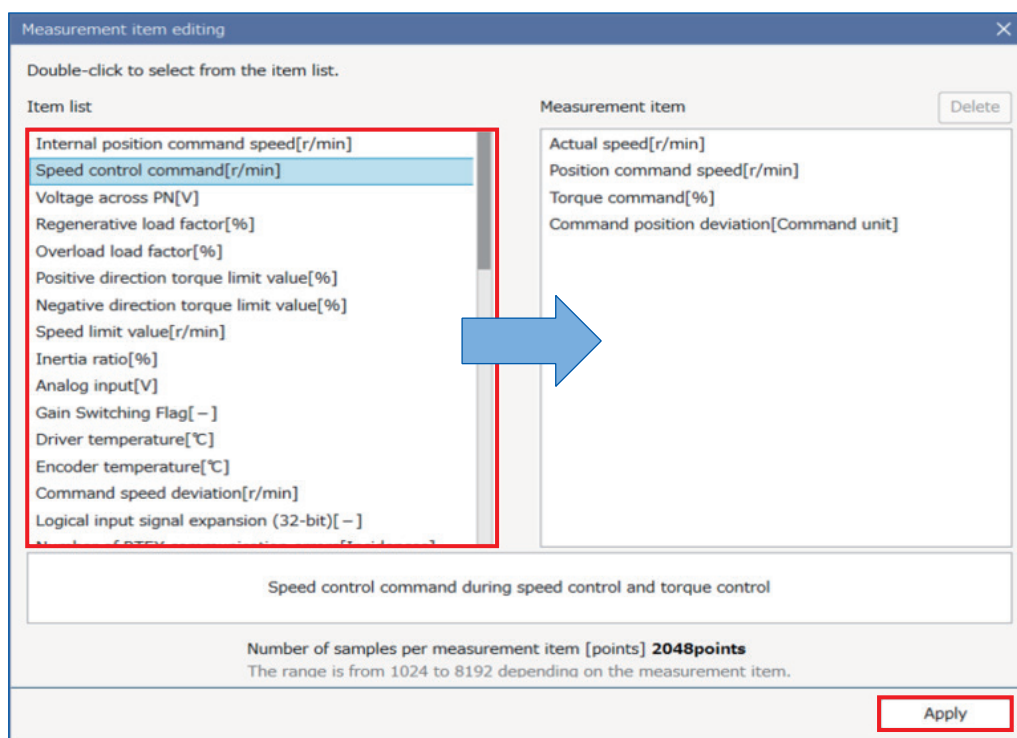 Measurement item editing
Double-click to select from the item list.
Item list
Internal position command speed[r/min]
Speed control command[r/min]
Voltage across PN[V]
Regenerative load factor[%]
Overload load factor[%]
Positive direction torque limit value[%]
Negative direction torque limit value[%]
Speed limit value[r/min]
Inertia ratio[%]
Analog input[V]
Gain Switching Flag[−]
Driver temperature[℃]
Encoder temperature[℃]
Command speed deviation[r/min]
Logical input signal expansion (32-bit)[−]
Measurement item
Delete
Actual speed[r/min]
Position command speed[r/min]
Torque command[%]
Command position deviation[Command unit]
Speed control command during speed control and torque control
Number of samples per measurement item [points] 2048points
The range is from 1024 to 8192 depending on the measurement item.
Apply